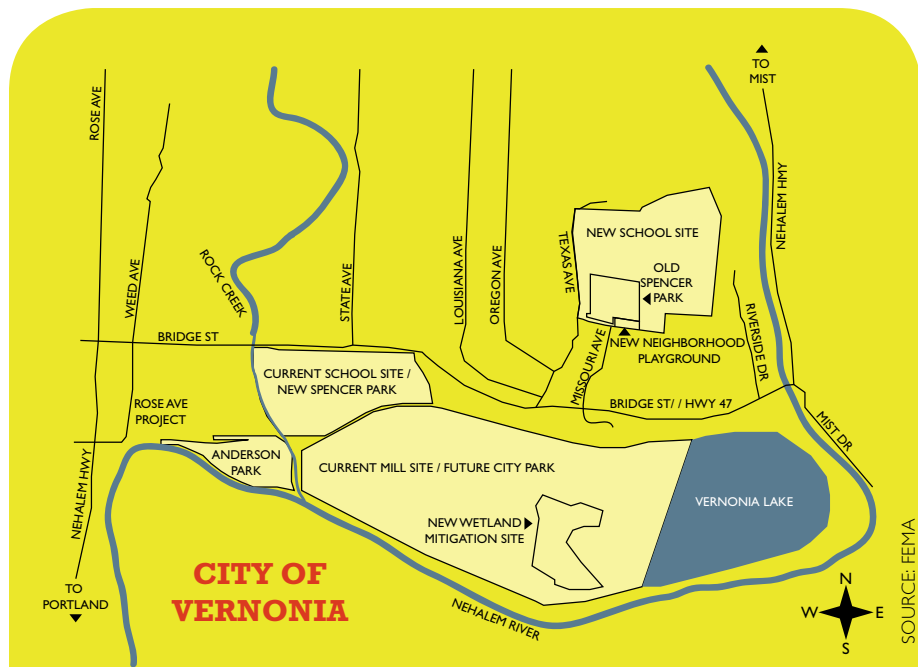 TO
MIST
ROSE AVE
WEED AVE
ROCK CREEK
STATE AVE
LOUISIANA AVE
OREGON AVE
TEXAS AVE
NEW SCHOOL SITE
OLD
SPENCER
PARK
NEHALEM HMY
RIVERSIDE DR
NEW NEIGHBORHOOD
PLAYGROUND
MISSOURI AVE
BRIDGE ST
CURRENT SCHOOL SITE /
NEW SPENCER PARK
BRIDGE ST/ / HWY 47
MIST DR
ROSE AVE
PROJECT
ANDERSON
PARK
CURRENT MILL SITE / FUTURE CITY PARK
VERNONIA LAKE
NEW WETLAND
MITIGATION SITE
NEHALEM HWY
TO
PORTLAND
CITY OF
VERNONIA
NEHALEM RIVER
N
W
E
S
SOURCE: FEMA